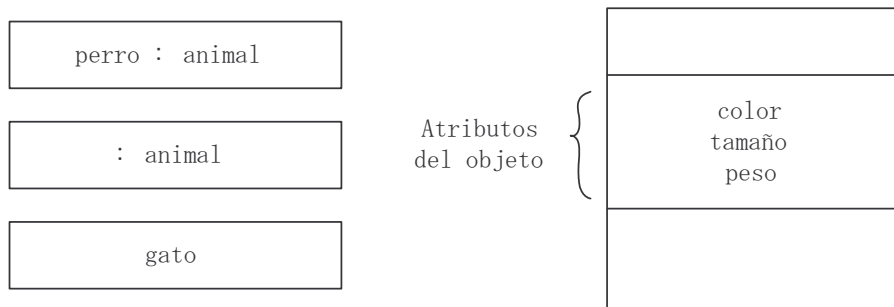 perro : animal
: animal
gato
Atributos
del objeto
color
tamaño
peso